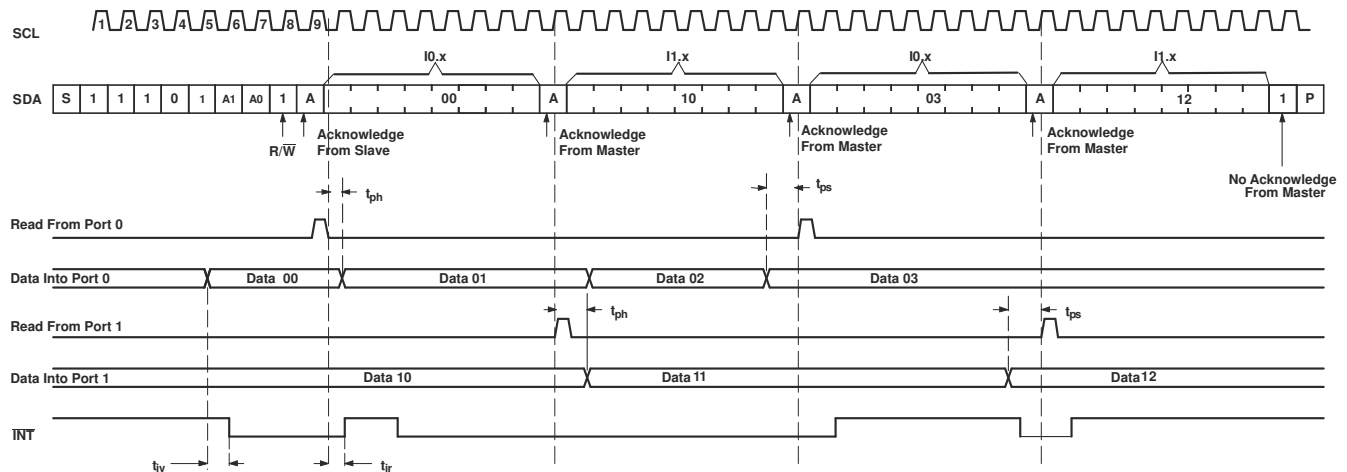 SCL 1 2 3 4 5 6 7 8 9
I0.x I1.x I0.x I1.x
SDA S 1 1 1 0 1 A1 A0 1 A 00 A 10 A 03 A 12 1 P
R/W
Acknowledge
From Slave
Acknowledge
From Master
Acknowledge
From Master
Acknowledge
From Master
No Acknowledge
From Master
tph
tps
Read From Port 0
Data Into Port 0 Data 00 Data 01 Data 02 Data 03
tph
tps
Read From Port 1
Data Into Port 1 Data 10 Data 11 Data 12
INT
tiv
tir